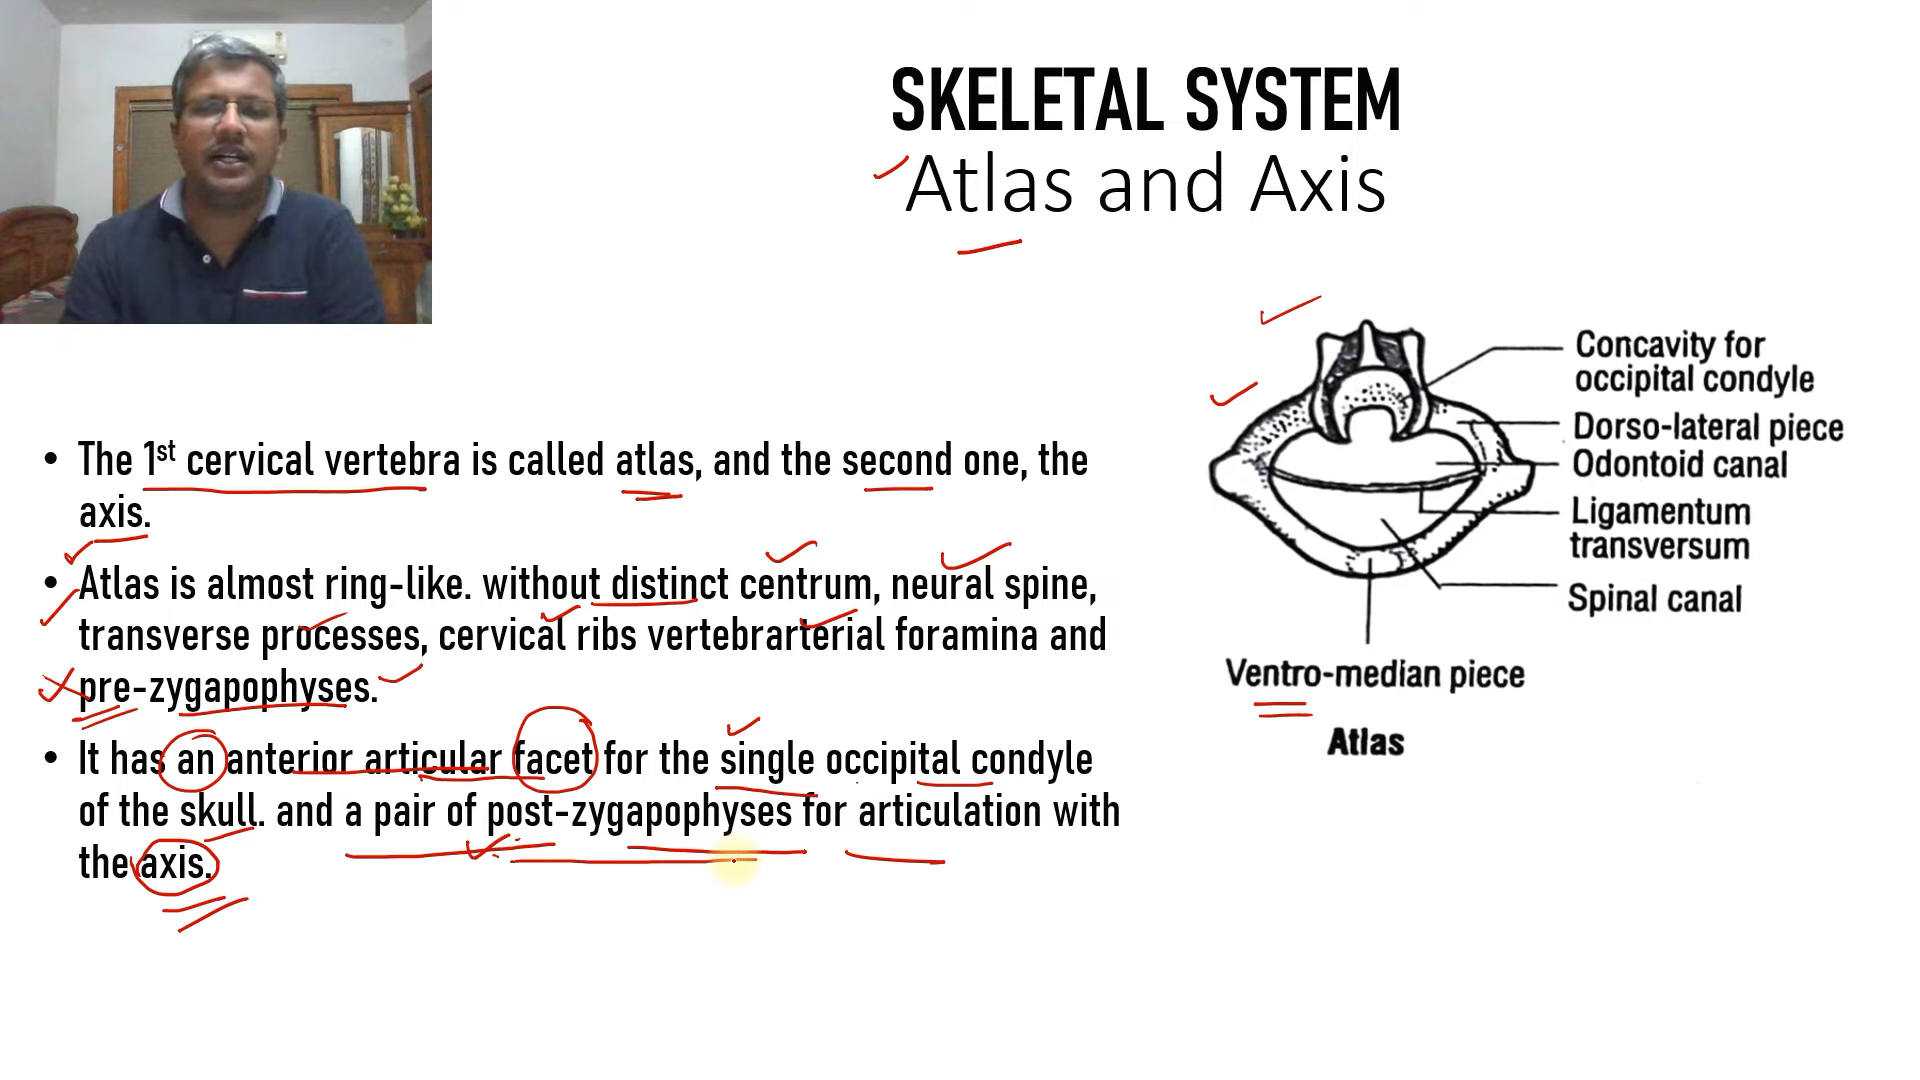 SKELETAL SYSTEM
Atlas and Axis
• The 1st cervical vertebra is called atlas, and the second one, the
axis.
• Atlas is almost ring-like. without distinct centrum, neural spine,
transverse processes, cervical ribs vertebrarterial foramina and
pre-zygapophyses.
• It has an anterior articular facet for the single occipital condyle
of the skull. and a pair of post-zygapophyses for articulation with
the axis.
Concavity for
occipital condyle
Dorso-lateral piece
Odontoid canal
Ligamentum
transversum
Spinal canal
Ventro-median piece
Atlas